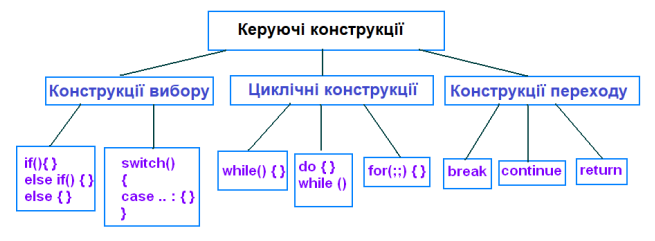 Керуючі конструкції
Конструкції вибору
Циклічні конструкції
Конструкції переходу
if(){ }
else if() { }
else { }
switch()
{
case .. : { }
}
while() { }
do { }
while ()
for(;;) { }
break
continue
return